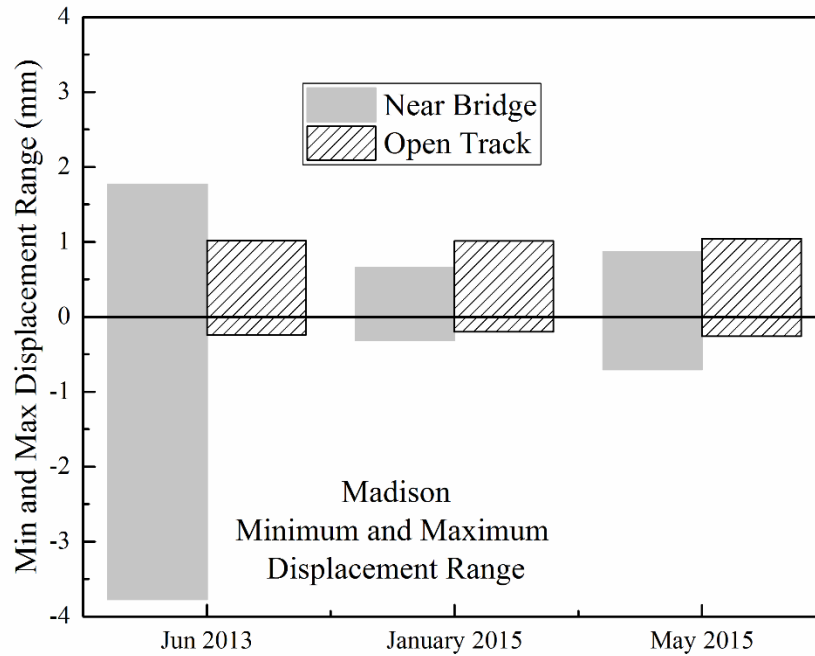 Min and Max Displacement Range (mm)
4
3
2
1
0
-1
-2
-3
-4
Near Bridge
Open Track
Madison
Minimum and Maximum
Displacement Range
Jun 2013
January 2015
May 2015